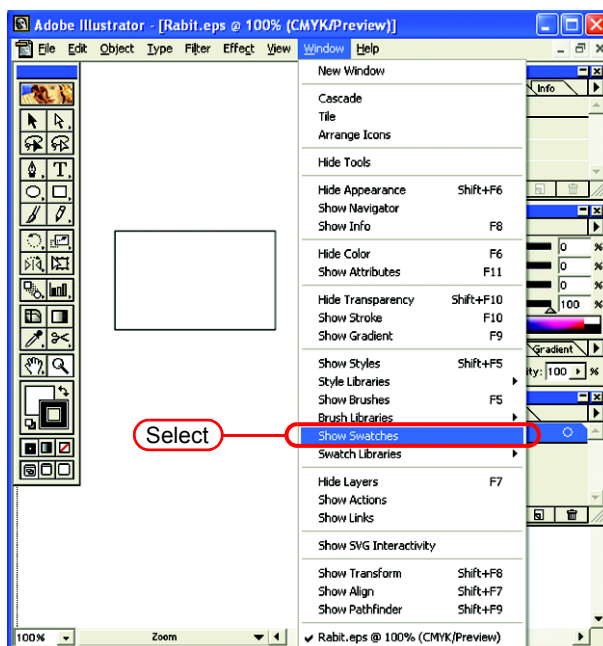 Adobe Illustrator - [Rabit.eps @ 100% (CMYK/Preview)]
File Edit Object Type Filter Effect View Window Help
New Window
Cascade
Tile
Arrange Icons
Hide Tools
Hide Appearance Shift+F6
Show Navigator
Show Info F8
Hide Color F6
Show Attributes F11
Hide Transparency Shift+F10
Show Stroke F10
Show Gradient F9
Show Styles Shift+F5
Style Libraries
Show Brushes F5
Brush Libraries
Show Swatches
Swatch Libraries
Hide Layers F7
Show Actions
Show Links
Show SVG Interactivity
Show Transform Shift+F8
Show Align Shift+F7
Show Pathfinder Shift+F9
✓ Rabit.eps @ 100% (CMYK/Preview)
Select
T
Info
0 %
0 %
0 %
100 %
Gradient
ity: 100 %
100% Zoom